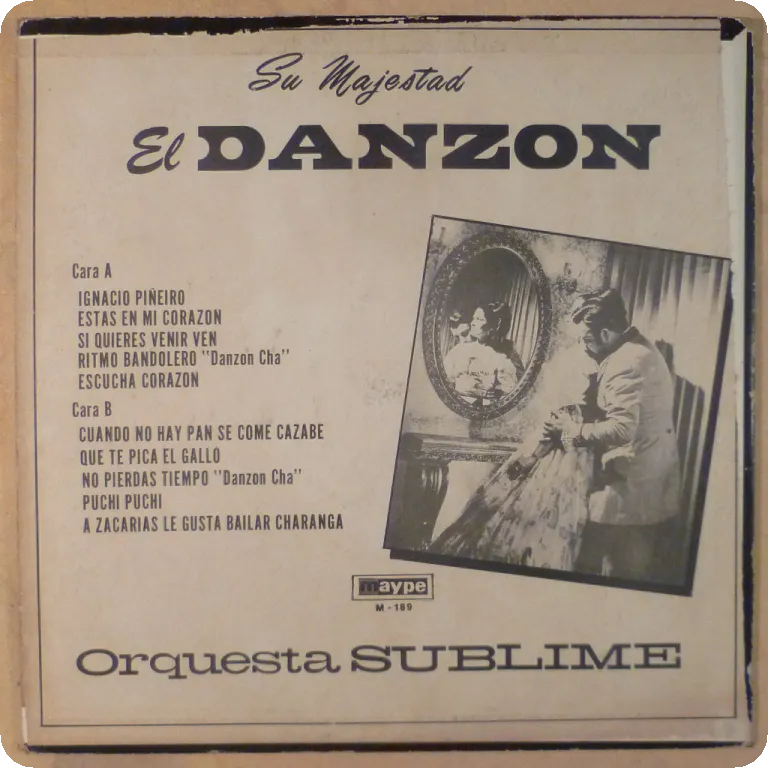 Su Majestad
El DANZON
Cara A
IGNACIO PIÑEIRO
ESTAS EN MI CORAZON
SI QUIERES VENIR VEN
RITMO BANDOLERO "Danzon Cha"
ESCUCHA CORAZON
Cara B
CUANDO NO HAY PAN SE COME CAZABE
QUE TE PICA EL GALLO
NO PIERDAS TIEMPO "Danzon Cha"
PUCHI PUCHI
A ZACARIAS LE GUSTA BAILAR CHARANGA
maype
M - 169
Orquesta SUBLIME